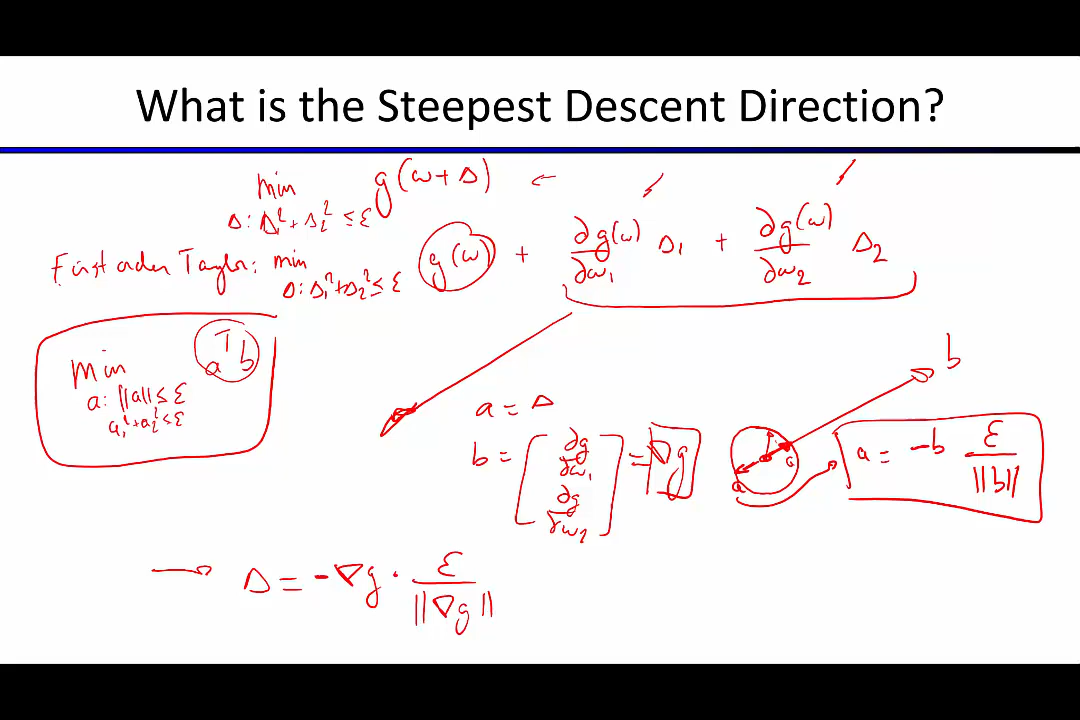 What is the Steepest Descent Direction?
min g(w+Δ) ←
Δ: Δ₁²+Δ₂² ≤ ε
First order Taylor: min g(w) + ∂g(w)/∂w₁ Δ₁ + ∂g(w)/∂w₂ Δ₂
Δ: Δ₁²+Δ₂² ≤ ε
Min aᵀb
a: ||a|| ≤ ε
a₁²+a₂² ≤ ε
a = Δ
b = [∂g/∂w₁ ∂g/∂w₂] = ∇g
b
a
a
a = -b ε/||b||
→ Δ = -∇g · ε/||∇g||